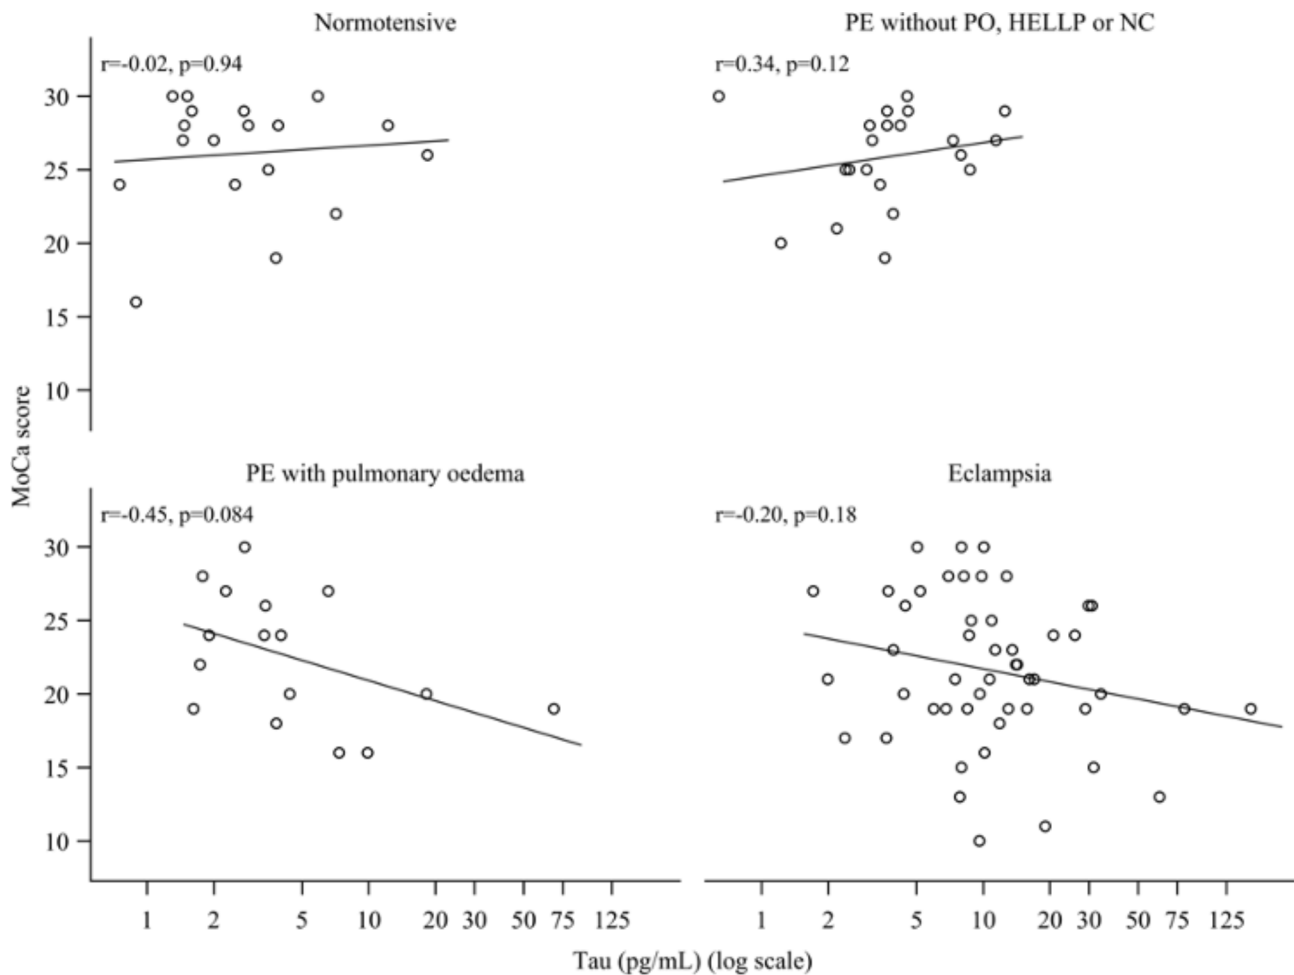 Normotensive
PE without PO, HELLP or NC
r=-0.02, p=0.94
r=0.34, p=0.12
30
25
20
15
10
MoCa score
PE with pulmonary oedema
Eclampsia
r=-0.45, p=0.084
r=-0.20, p=0.18
30
25
20
15
10
1 2 5 10 20 30 50 75 125
1 2 5 10 20 30 50 75 125
Tau (pg/mL) (log scale)